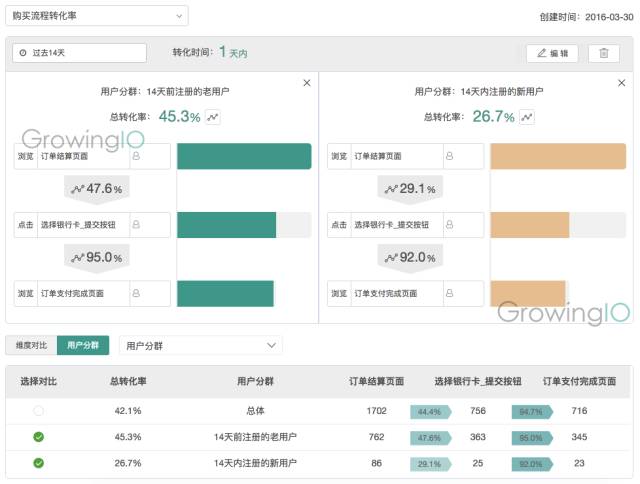 购买流程转化率
创建时间：2016-03-30
过去14天
转化时间：1 天内
编辑
用户分群：14天前注册的老用户
总转化率：45.3%
GrowingIO
浏览 订单结算页面
47.6%
点击 选择银行卡_提交按钮
95.0%
浏览 订单支付完成页面
用户分群：14天内注册的新用户
总转化率：26.7%
浏览 订单结算页面
29.1%
点击 选择银行卡_提交按钮
92.0%
浏览 订单支付完成页面
GrowingIO
维度对比 用户分群 用户分群
选择对比 总转化率 用户分群 订单结算页面 选择银行卡_提交按钮 订单支付完成页面
42.1% 总体 1702 44.4% 756 94.7% 716
45.3% 14天前注册的老用户 762 47.6% 363 95.0% 345
26.7% 14天内注册的新用户 86 29.1% 25 92.0% 23